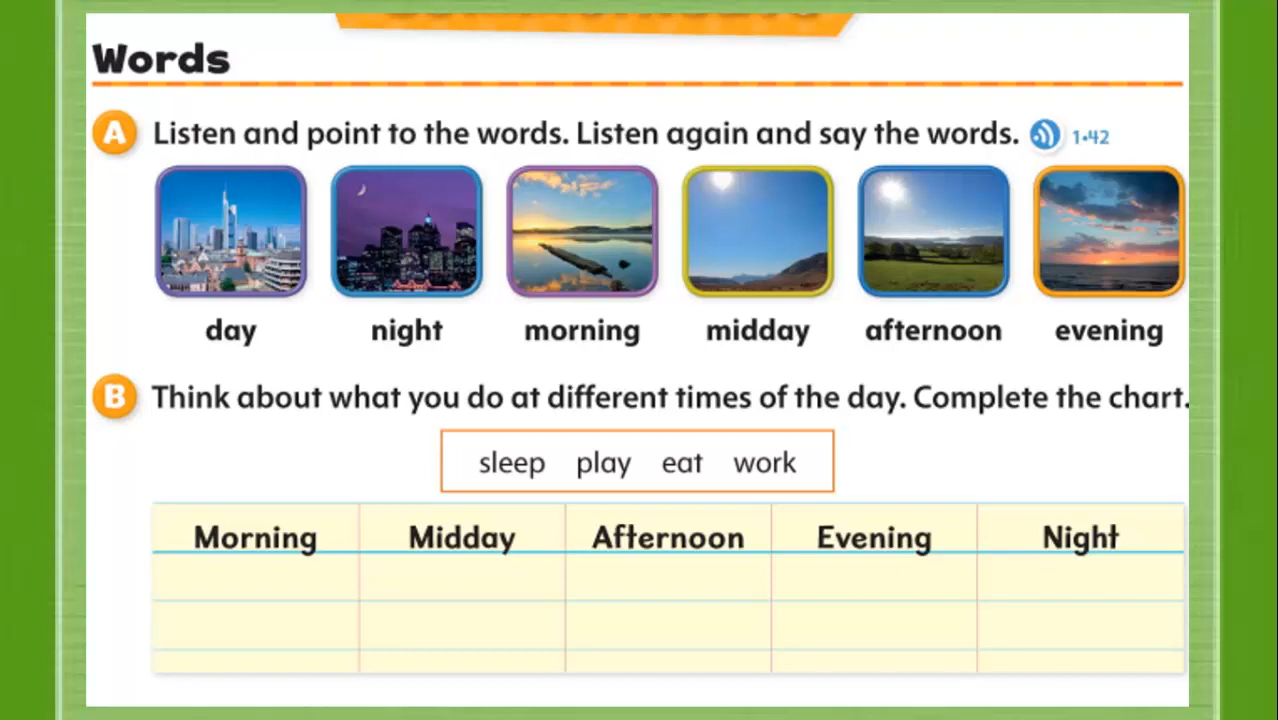 Words
A Listen and point to the words. Listen again and say the words. 1•42
day night morning midday afternoon evening
B Think about what you do at different times of the day. Complete the chart.
sleep play eat work
Morning Midday Afternoon Evening Night